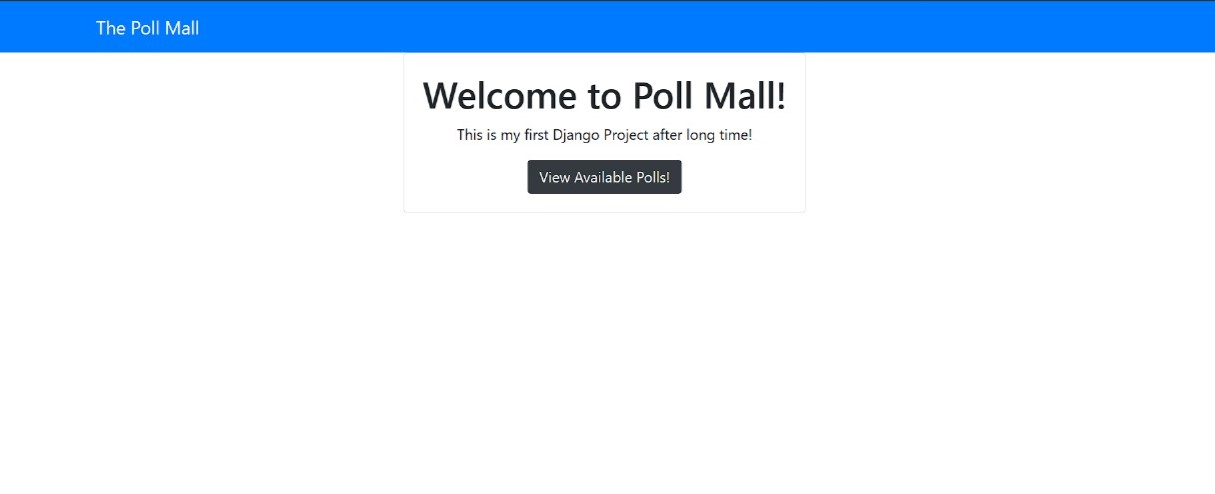 The Poll Mall
Welcome to Poll Mall!
This is my first Django Project after long time!
View Available Polls!